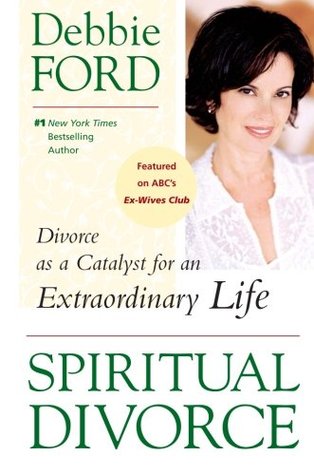 Debbie
FORD
#1 New York Times
Bestselling
Author
Featured
on ABC's
Ex-Wives Club
Divorce
as a Catalyst for an
Extraordinary Life
SPIRITUAL
DIVORCE